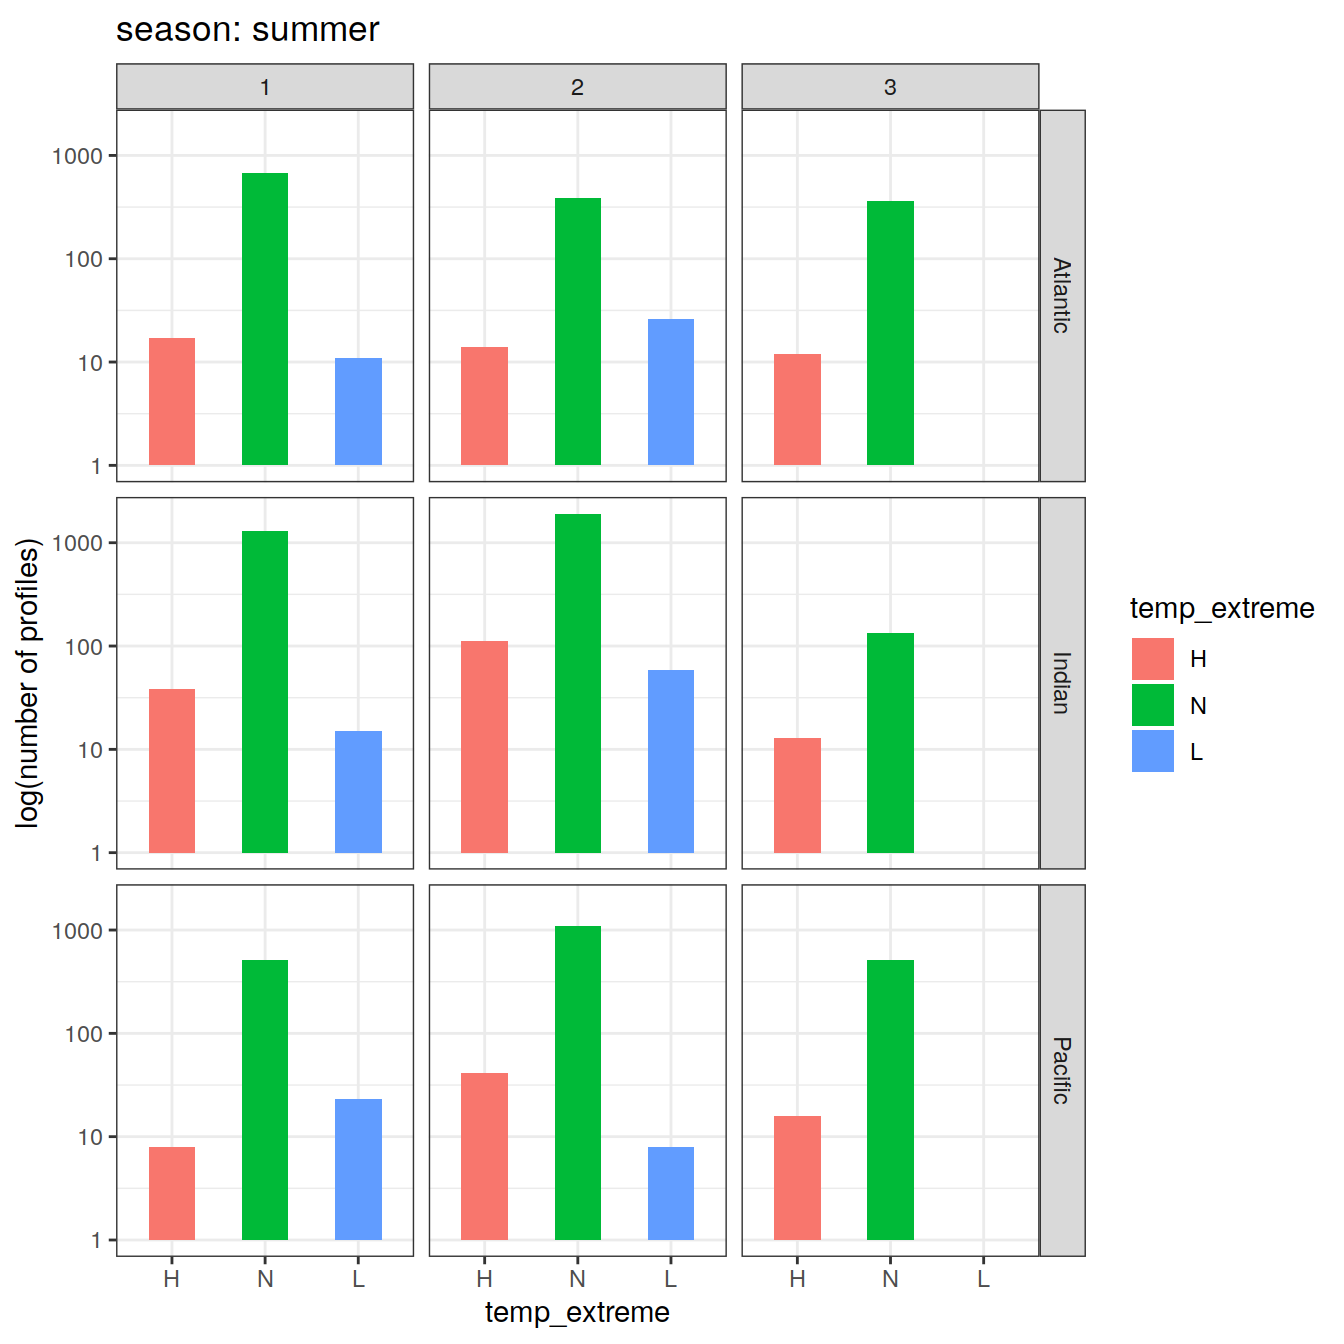 season: summer
1 2 3
1000
100
10
1
Atlantic
1000
100
10
1
Indian
1000
100
10
1
Pacific
log(number of profiles)
H N L H N L H N L
temp_extreme
temp_extreme
H
N
L